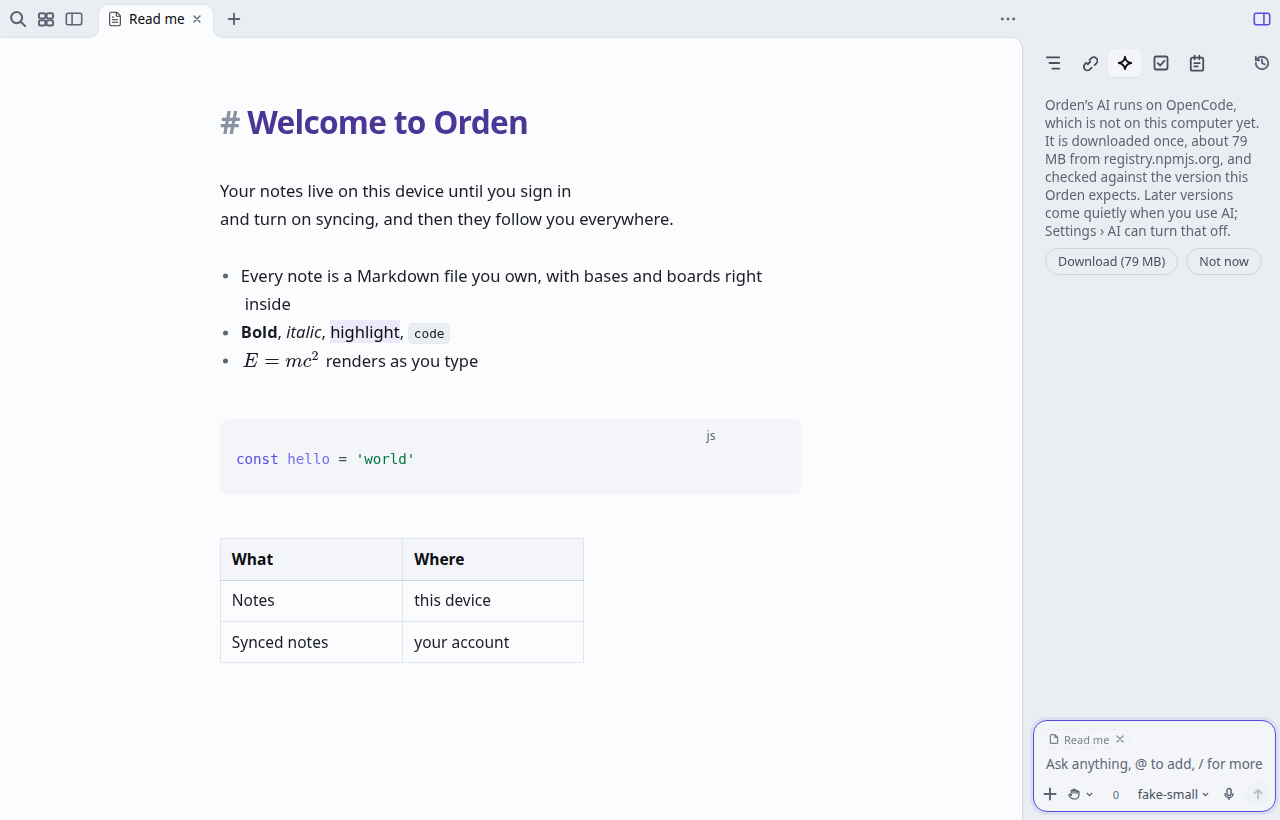 Read me
# Welcome to Orden
Your notes live on this device until you sign in
and turn on syncing, and then they follow you everywhere.
• Every note is a Markdown file you own, with bases and boards right
inside
• Bold, italic, highlight, code
• E = mc² renders as you type
js
const hello = 'world'
What Where
Notes this device
Synced notes your account
Orden’s AI runs on OpenCode,
which is not on this computer yet.
It is downloaded once, about 79
MB from registry.npmjs.org, and
checked against the version this
Orden expects. Later versions
come quietly when you use AI;
Settings › AI can turn that off.
Download (79 MB) Not now
Read me
Ask anything, @ to add, / for more
0 fake-small